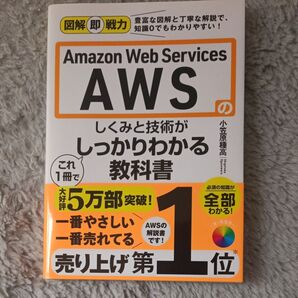 図解即戦力
豊富な図解と丁寧な解説で、
知識0でもわかりやすい!
Amazon Web Services
AWSの
しくみと技術が
しっかりわかる
教科書
小笠原種高
これ
1冊で
大好評5万部突破!
一番やさしい
一番売れてる
AWSの
解説書です!
必須の知識が
全部
わかる!
売り上げ第1位